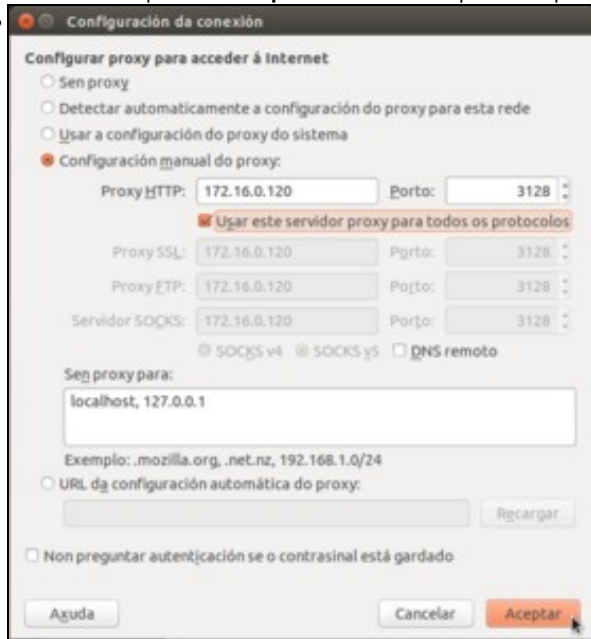 Configuración da conexión
Configurar proxy para acceder á Internet
Sen proxy
Detectar automaticamente a configuración do proxy para esta rede
Usar a configuración do proxy do sistema
Configuración manual do proxy:
Proxy HTTP: 172.16.0.120 Porto: 3128
Usar este servidor proxy para todos os protocolos
Proxy SSL: 172.16.0.120 Porto: 3128
Proxy FTP: 172.16.0.120 Porto: 3128
Servidor SOCKS: 172.16.0.120 Porto: 3128
SOCKS v4 SOCKS v5 DNS remoto
Sen proxy para:
localhost, 127.0.0.1
Exemplo: .mozilla.org, .net.nz, 192.168.1.0/24
URL da configuración automática do proxy:
Recargar
Non preguntar autenticación se o contrasinal está gardado
Axuda Cancelar Aceptar